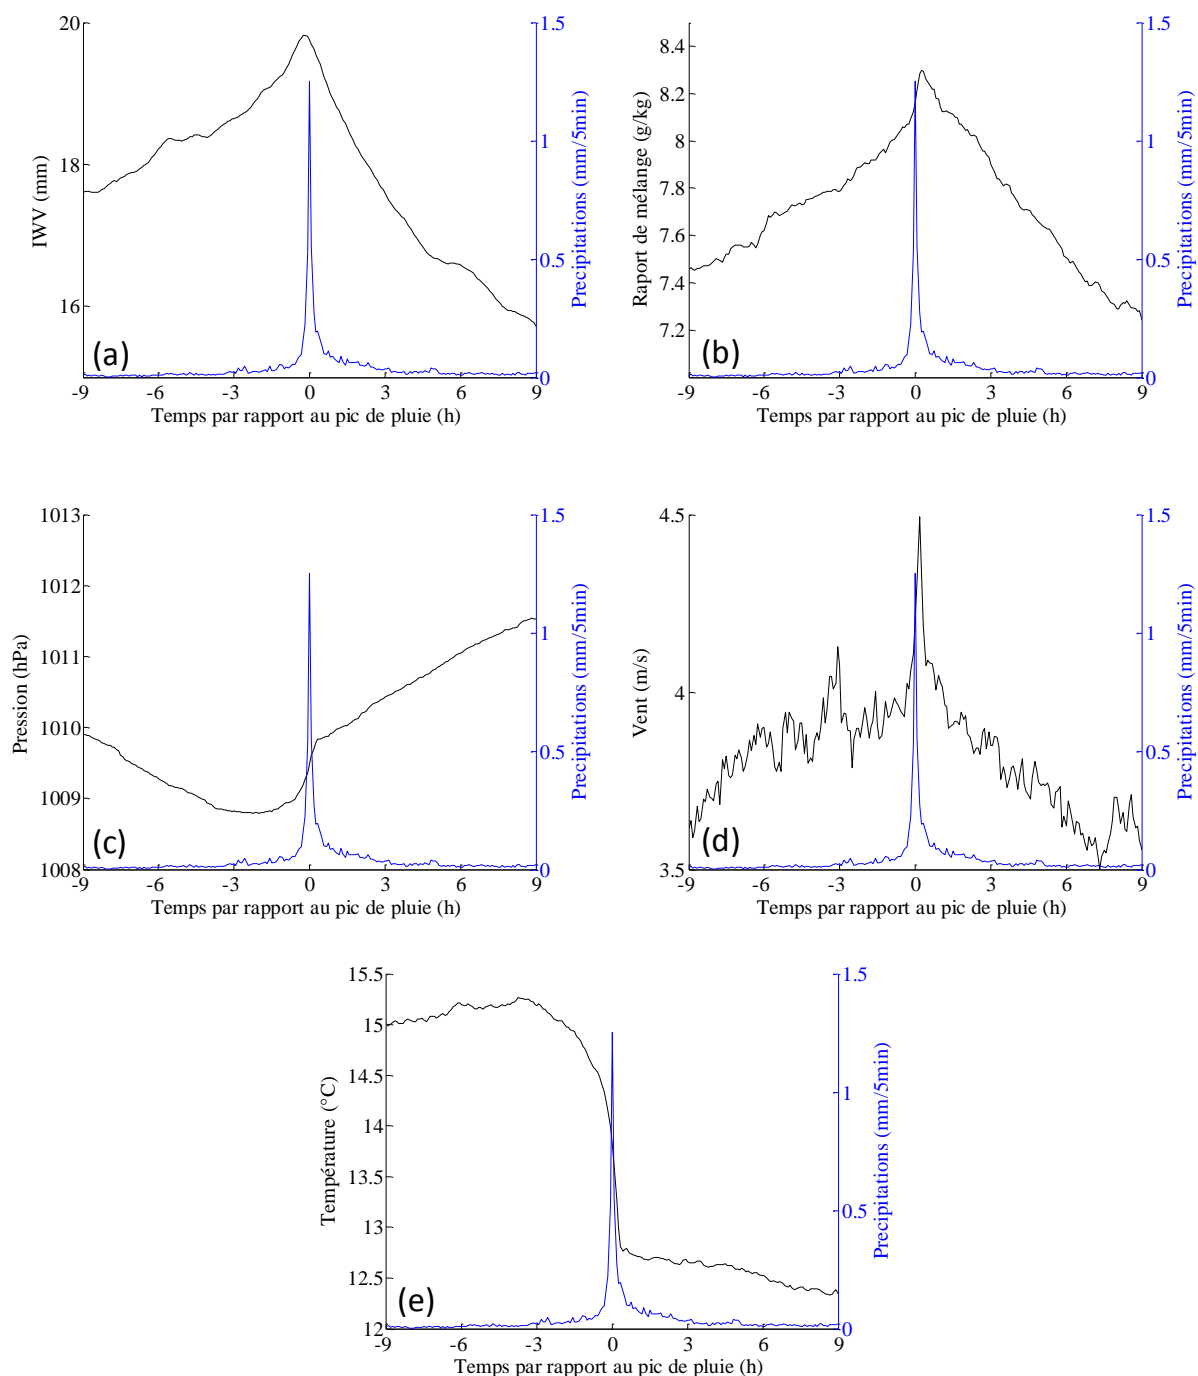 20
19
18
17
16
15
IWV (mm)
1.5
1
0.5
0
Precipitations (mm/5min)
(a)
-9 -6 -3 0 3 6 9
Temps par rapport au pic de pluie (h)
8.4
8.2
8
7.8
7.6
7.4
7.2
Raport de mélange (g/kg)
1.5
1
0.5
0
Precipitations (mm/5min)
(b)
-9 -6 -3 0 3 6 9
Temps par rapport au pic de pluie (h)
1013
1012
1011
1010
1009
1008
Pression (hPa)
1.5
1
0.5
0
Precipitations (mm/5min)
(c)
-9 -6 -3 0 3 6 9
Temps par rapport au pic de pluie (h)
4.5
4
3.5
Vent (m/s)
1.5
1
0.5
0
Precipitations (mm/5min)
(d)
-9 -6 -3 0 3 6 9
Temps par rapport au pic de pluie (h)
15.5
15
14.5
14
13.5
13
12.5
12
Température (°C)
1.5
1
0.5
0
Precipitations (mm/5min)
(e)
-9 -6 -3 0 3 6 9
Temps par rapport au pic de pluie (h)